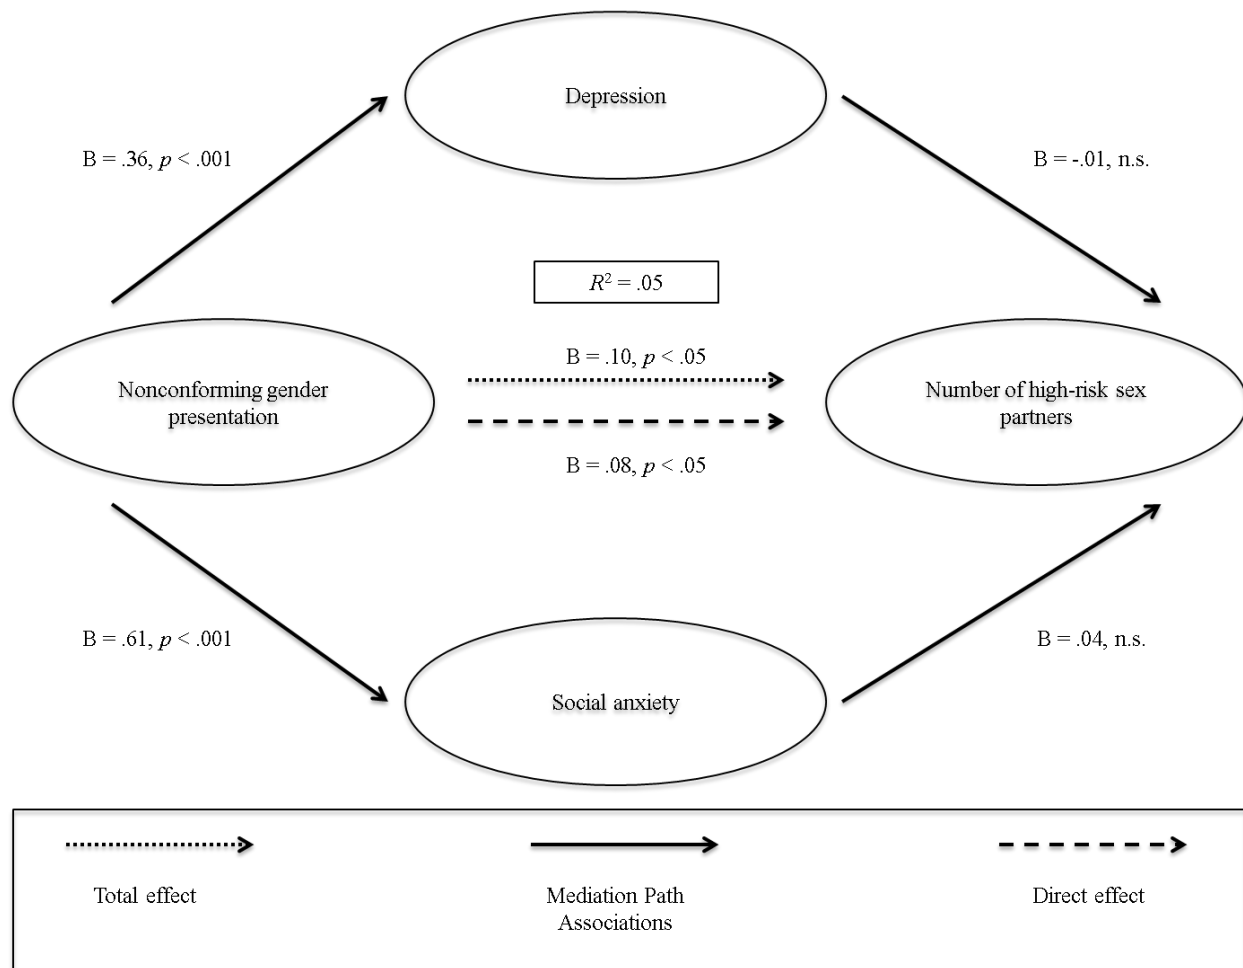 Depression
B = .36, p < .001
B = -.01, n.s.
R² = .05
B = .10, p < .05
Nonconforming gender
presentation
Number of high-risk sex
partners
B = .08, p < .05
B = .61, p < .001
B = .04, n.s.
Social anxiety
Total effect
Mediation Path
Associations
Direct effect